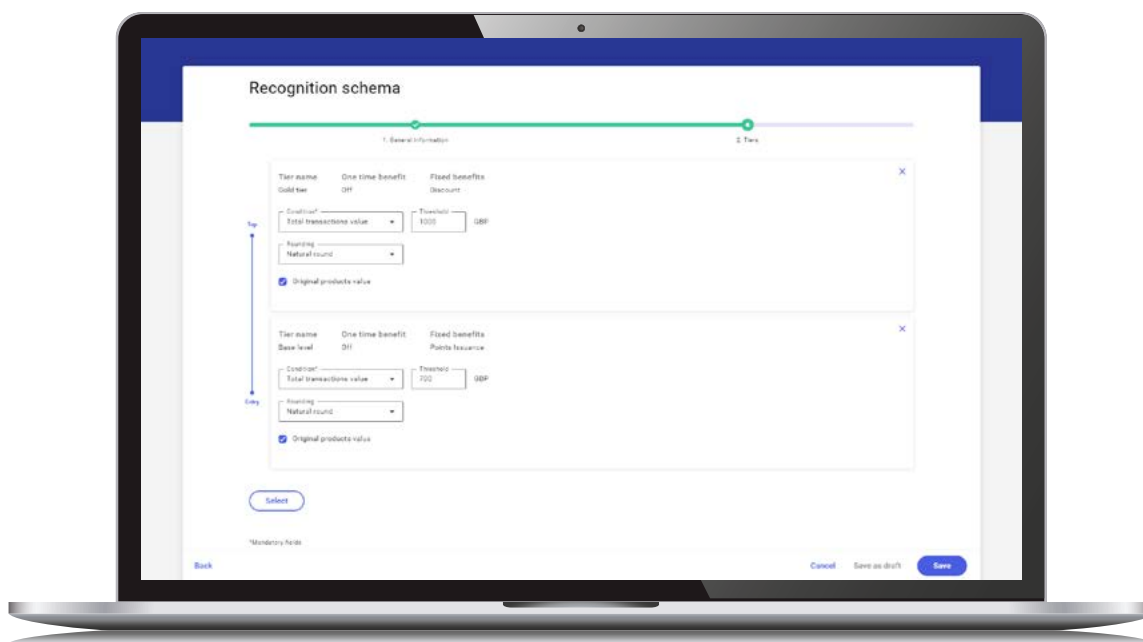 Recognition schema
1. General information
2. Tiers
Tier name One time benefit Fixed benefits
Gold tier Off Discount
Top
Condition* Threshold
Total transactions value 1000 GBP
Rounding
Natural round
Original products value
Tier name One time benefit Fixed benefits
Base level Off Points Issuance
Condition* Threshold
Total transactions value 700 GBP
Entry
Rounding
Natural round
Original products value
Select
*Mandatory fields
Back Cancel Save as draft Save